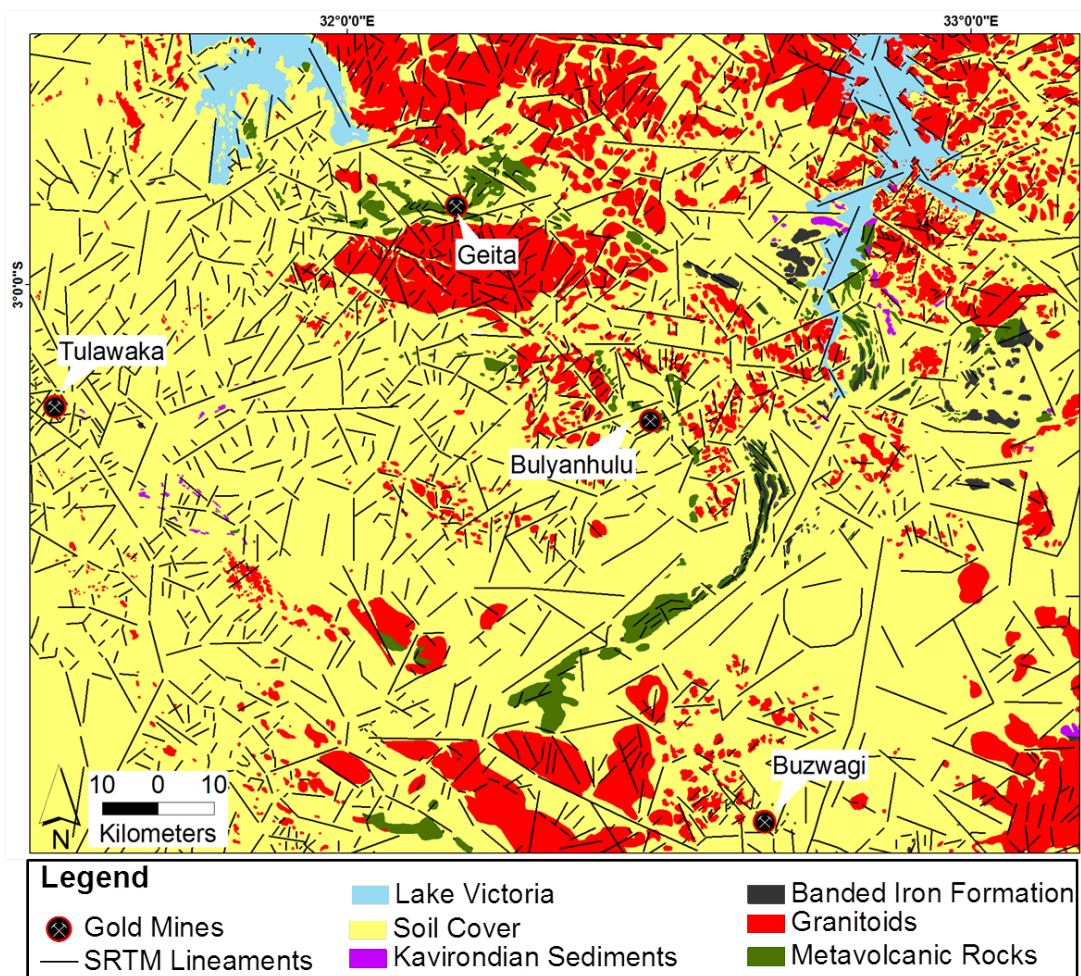 32°0'0"E
33°0'0"E
3°0'0"S
Geita
Tulawaka
Bulyanhulu
Buzwagi
10 0 10
Kilometers
N
Legend
Gold Mines
SRTM Lineaments
Lake Victoria
Soil Cover
Kavirondian Sediments
Banded Iron Formation
Granitoids
Metavolcanic Rocks